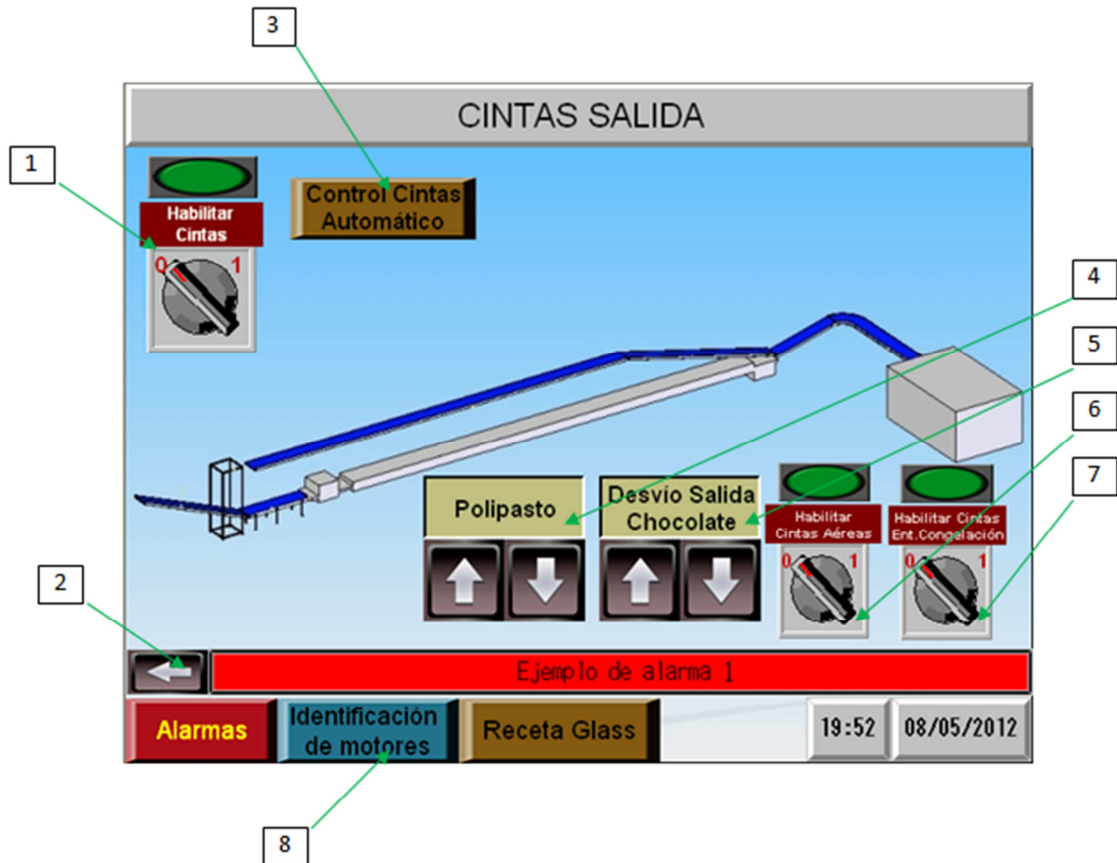 3
CINTAS SALIDA
1
Habilitar
Cintas
0 1
Control Cintas
Automático
4
5
6
7
Polipasto
Desvío Salida
Chocolate
Habilitar
Cintas Aéreas
0 1
Habilitar Cintas
Ent.Congelación
0 1
2
Ejemplo de alarma 1
Alarmas
Identificación
de motores
Receta Glass
19:52
08/05/2012
8